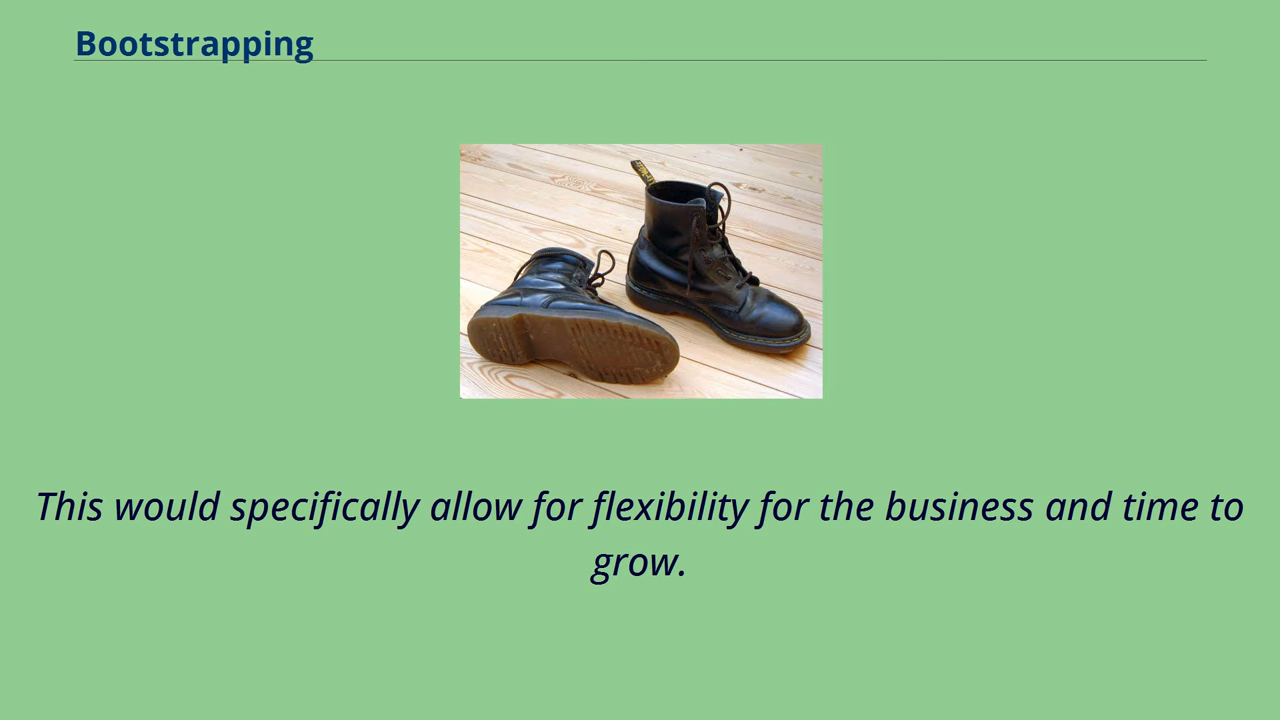 Bootstrapping
This would specifically allow for flexibility for the business and time to
grow.